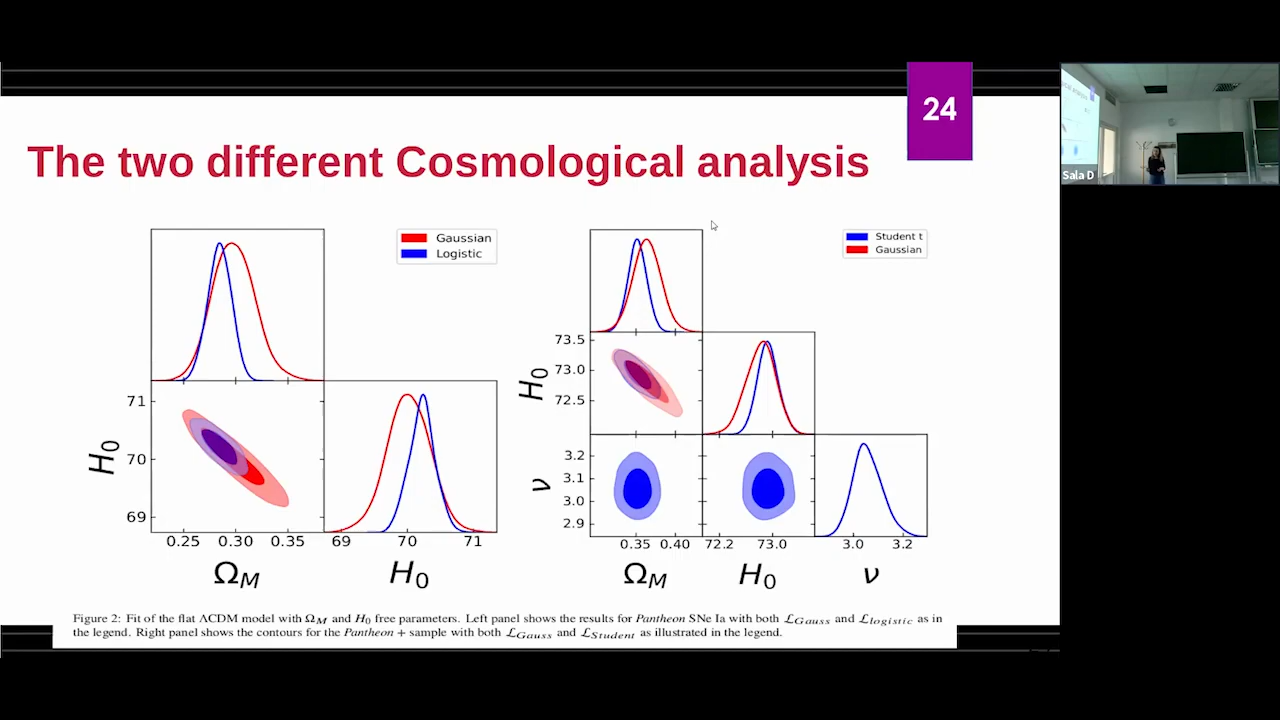 24
The two different Cosmological analysis
Gaussian
Logistic
71
70
69
H0
0.25 0.30 0.35
ΩM
69 70 71
H0
Student t
Gaussian
73.5
73.0
72.5
H0
3.2
3.1
3.0
2.9
ν
0.35 0.40
ΩM
72.2 73.0
H0
3.0 3.2
ν
Figure 2: Fit of the flat ΛCDM model with ΩM and H0 free parameters. Left panel shows the results for Pantheon SNe Ia with both ℒGauss and ℒlogistic as in
the legend. Right panel shows the contours for the Pantheon + sample with both ℒGauss and ℒStudent as illustrated in the legend.
Sala D